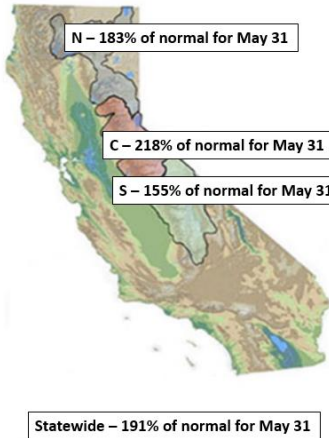 N – 183% of normal for May 31
C – 218% of normal for May 31
S – 155% of normal for May 31
Statewide – 191% of normal for May 31